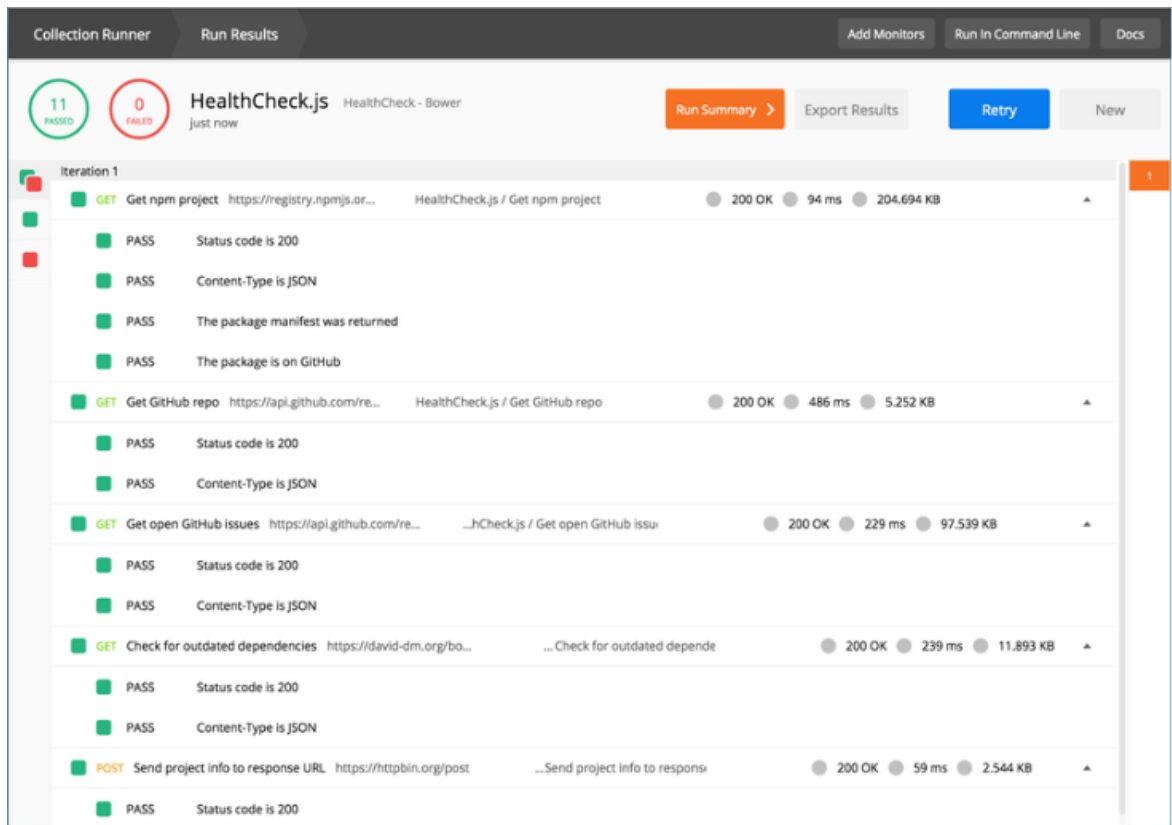 Collection Runner Run Results Add Monitors Run In Command Line Docs
11 PASSED 0 FAILED HealthCheck.js HealthCheck - Bower Run Summary Export Results Retry New
just now
Iteration 1 1
GET Get npm project https://registry.npmjs.or... HealthCheck.js / Get npm project 200 OK 94 ms 204.694 KB
PASS Status code is 200
PASS Content-Type is JSON
PASS The package manifest was returned
PASS The package is on GitHub
GET Get GitHub repo https://api.github.com/re... HealthCheck.js / Get GitHub repo 200 OK 486 ms 5.252 KB
PASS Status code is 200
PASS Content-Type is JSON
GET Get open GitHub issues https://api.github.com/re... ...hCheck.js / Get open GitHub issu 200 OK 229 ms 97.539 KB
PASS Status code is 200
PASS Content-Type is JSON
GET Check for outdated dependencies https://david-dm.org/bo... ...Check for outdated depende 200 OK 239 ms 11.893 KB
PASS Status code is 200
PASS Content-Type is JSON
POST Send project info to response URL https://httpbin.org/post ...Send project info to respons 200 OK 59 ms 2.544 KB
PASS Status code is 200